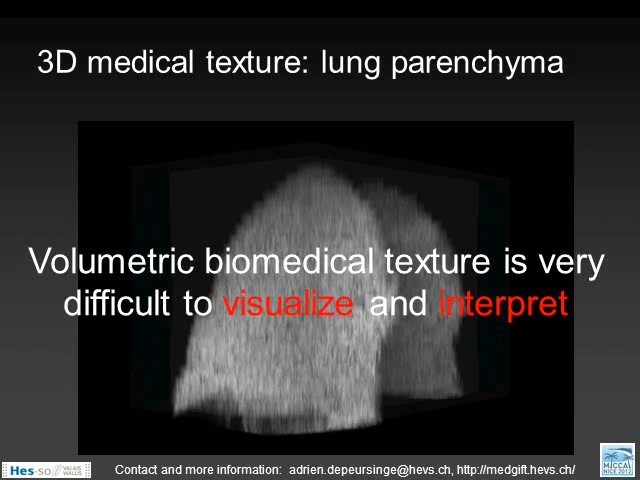 3D medical texture: lung parenchyma
Volumetric biomedical texture is very
difficult to visualize and interpret
Hes-so// VALAIS
WALLIS
Contact and more information: adrien.depeursinge@hevs.ch, http://medgift.hevs.ch/
MICCAI
NICE 2012